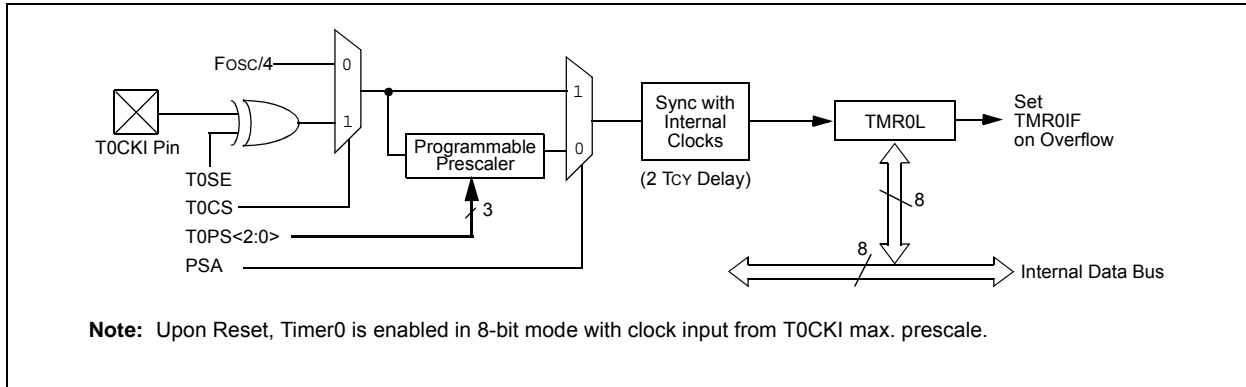 FOSC/4
0
1
T0CKI Pin
T0SE
T0CS
T0PS<2:0>
PSA
Programmable
Prescaler
3
1
0
Sync with
Internal
Clocks
(2 TCY Delay)
TMR0L
Set
TMR0IF
on Overflow
8
8
Internal Data Bus
Note: Upon Reset, Timer0 is enabled in 8-bit mode with clock input from T0CKI max. prescale.